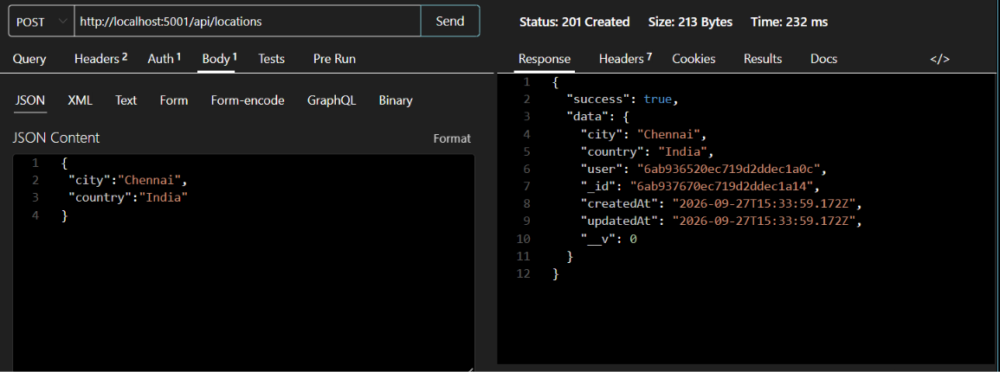 POST http://localhost:5001/api/locations Send
Query Headers 2 Auth 1 Body 1 Tests Pre Run
JSON XML Text Form Form-encode GraphQL Binary
JSON Content Format
1 {
2 "city":"Chennai",
3 "country":"India"
4 }
Status: 201 Created Size: 213 Bytes Time: 232 ms
Response Headers 7 Cookies Results Docs </>
1 {
2 "success": true,
3 "data": {
4 "city": "Chennai",
5 "country": "India",
6 "user": "6ab936520ec719d2ddec1a0c",
7 "_id": "6ab937670ec719d2ddec1a14",
8 "createdAt": "2026-09-27T15:33:59.172Z",
9 "updatedAt": "2026-09-27T15:33:59.172Z",
10 "__v": 0
11 }
12 }